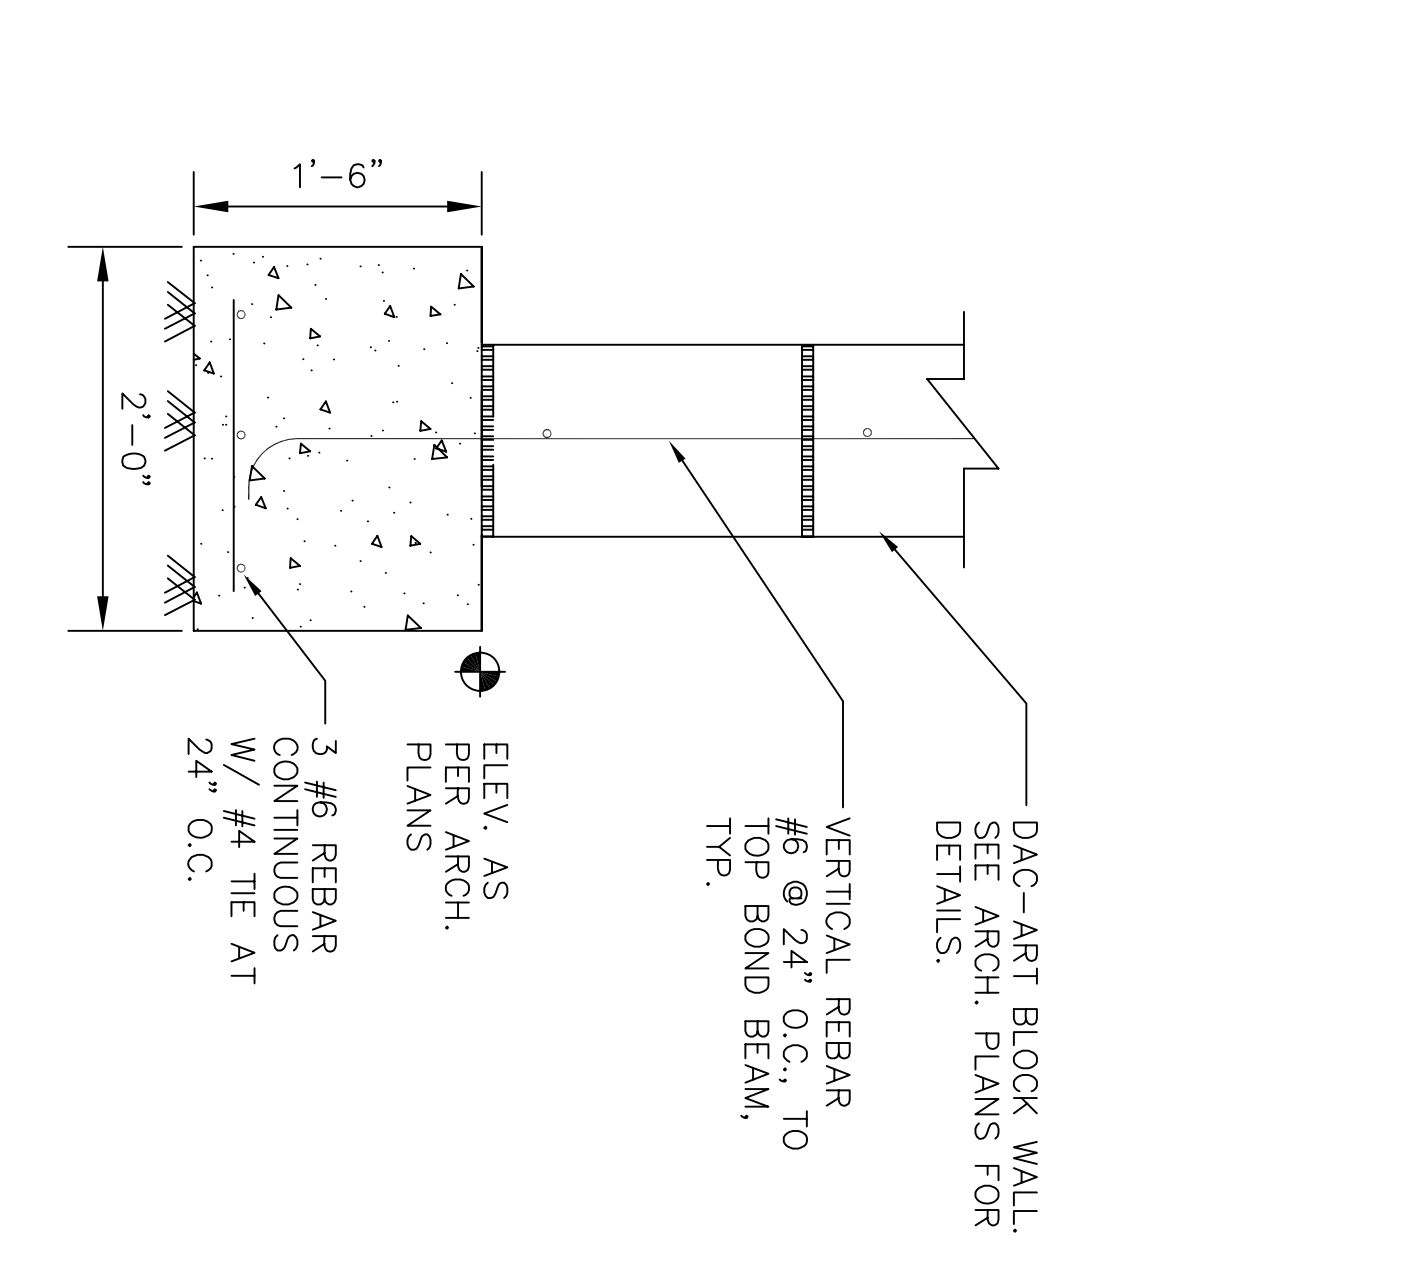 DAC-ART BLOCK WALL.
SEE ARCH. PLANS FOR
DETAILS.
VERTICAL REBAR
#6 @ 24" O.C., TO
TOP BOND BEAM,
TYP.
ELEV. AS
PER ARCH.
PLANS
3 #6 REBAR
CONTINUOUS
W/ #4 TIE AT
24" O.C.
1'-6"
2'-0"